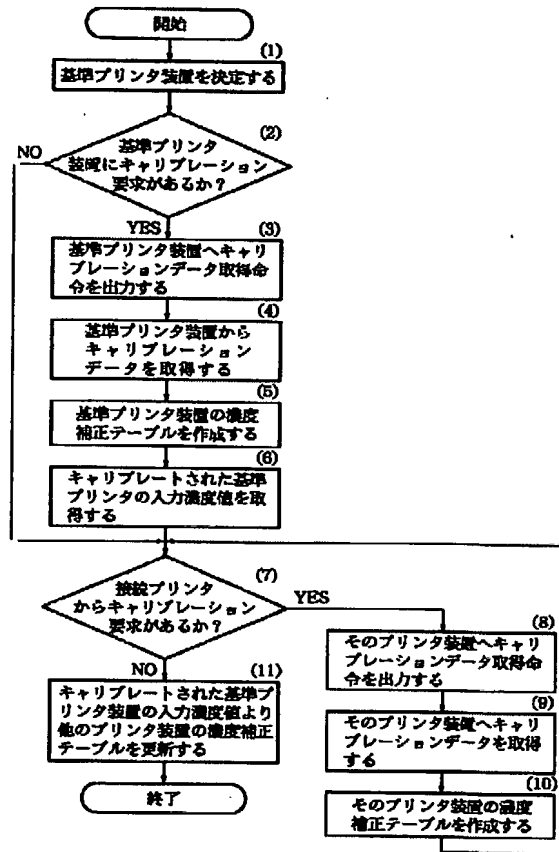 開始
(1)
基準プリンタ装置を決定する
(2)
基準プリンタ
装置にキャリブレーション
要求があるか？
NO
YES
(3)
基準プリンタ装置へキャリ
ブレーションデータ取得命
令を出力する
(4)
基準プリンタ装置から
キャリブレーション
データを取得する
(5)
基準プリンタ装置の濃度
補正テーブルを作成する
(6)
キャリブレートされた基準
プリンタの入力濃度値を取
得する
(7)
接続プリンタ
からキャリブレーション
要求があるか？
YES
NO
(8)
そのプリンタ装置へキャリ
ブレーションデータ取得命
令を出力する
(9)
そのプリンタ装置へキャリ
ブレーションデータを取得
する
(10)
そのプリンタ装置の濃度
補正テーブルを作成する
(11)
キャリブレートされた基準プ
リンタ装置の入力濃度値より
他のプリンタ装置の濃度補正
テーブルを更新する
終了